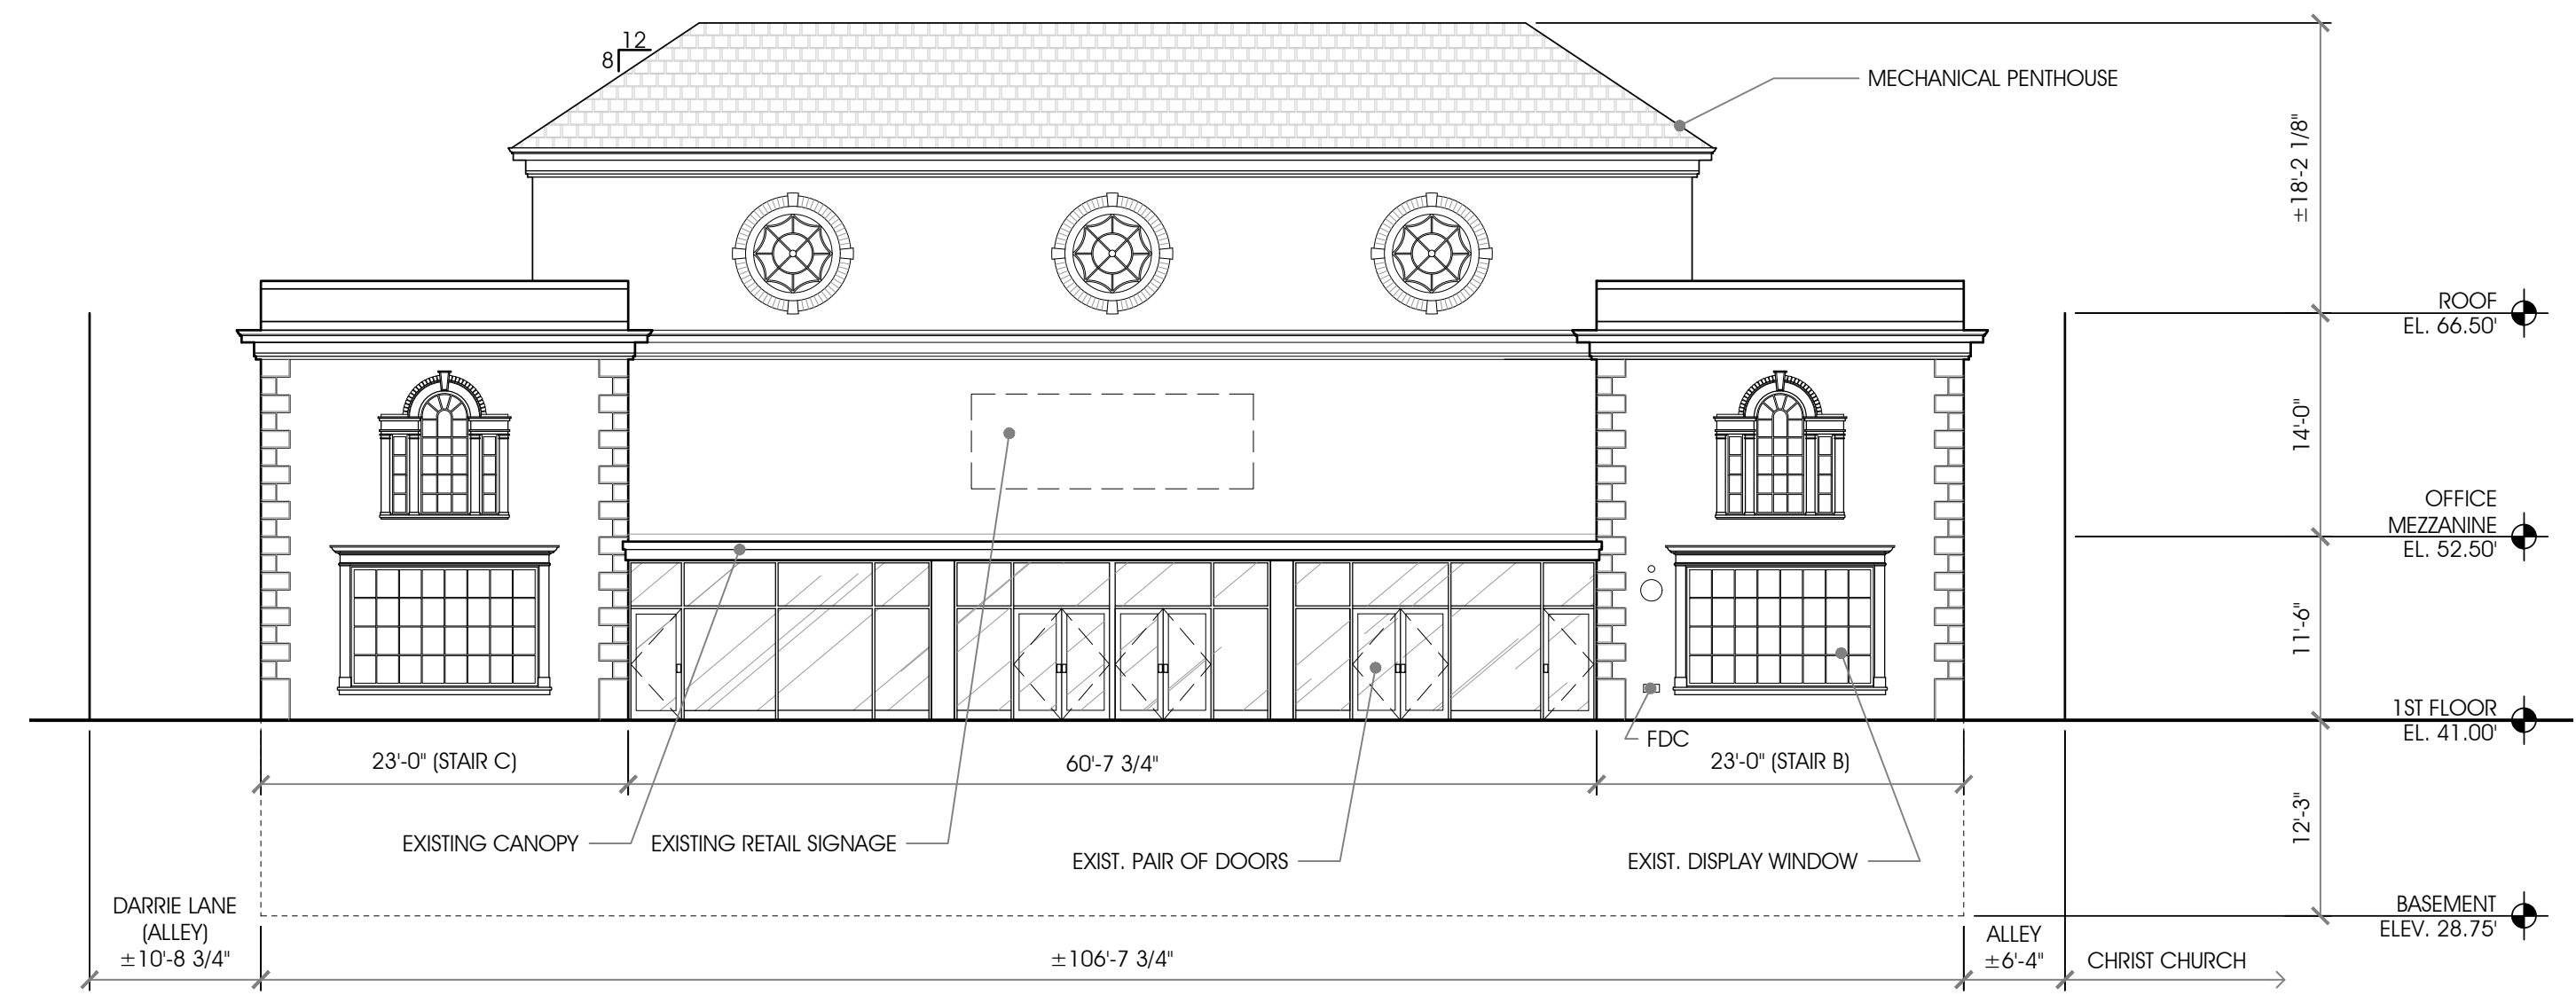 12
8
MECHANICAL PENTHOUSE
±18'-2 1/8"
ROOF
EL. 66.50'
14'-0"
OFFICE
MEZZANINE
EL. 52.50'
11'-6"
1ST FLOOR
EL. 41.00'
FDC
23'-0" (STAIR C)
60'-7 3/4"
23'-0" (STAIR B)
12'-3"
EXISTING CANOPY
EXISTING RETAIL SIGNAGE
EXIST. PAIR OF DOORS
EXIST. DISPLAY WINDOW
BASEMENT
ELEV. 28.75'
DARRIE LANE
(ALLEY)
±10'-8 3/4"
±106'-7 3/4"
ALLEY
±6'-4"
CHRIST CHURCH